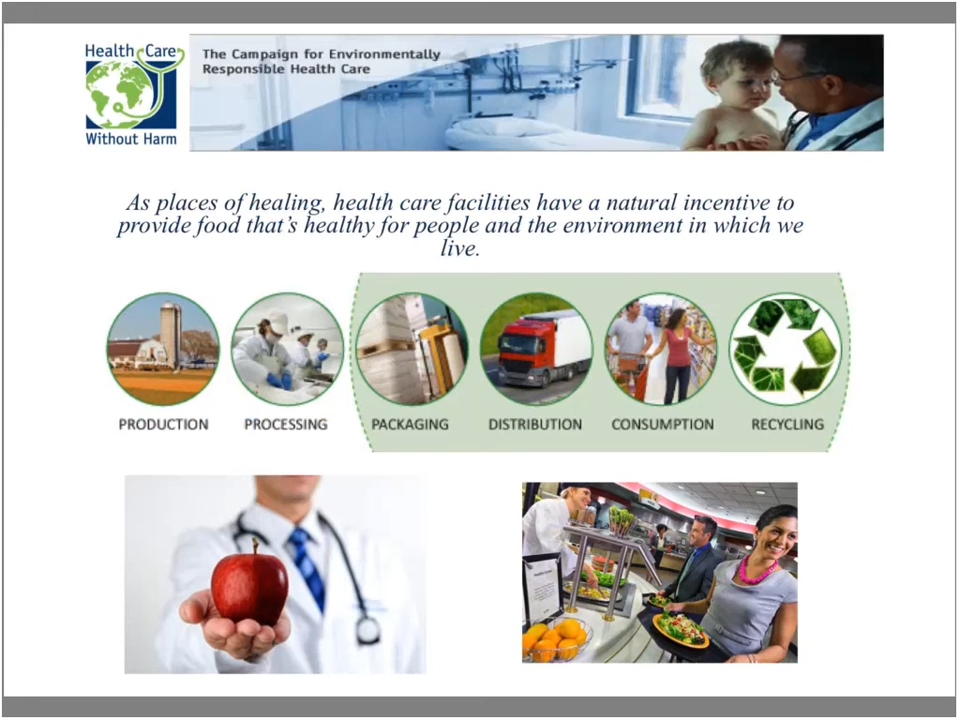 Health Care
Without Harm
The Campaign for Environmentally
Responsible Health Care
As places of healing, health care facilities have a natural incentive to
provide food that’s healthy for people and the environment in which we
live.
PRODUCTION
PROCESSING
PACKAGING
DISTRIBUTION
CONSUMPTION
RECYCLING